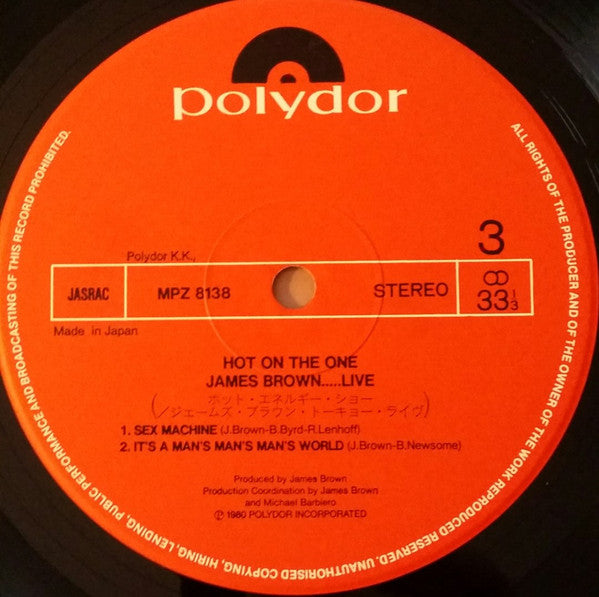 polydor
3
Polydor K.K.,
JASRAC
MPZ 8138
STEREO
33 1/3
Made in Japan
HOT ON THE ONE
JAMES BROWN.....LIVE
(ホット・エネルギー・ショー
/ジェームズ・ブラウン・トーキョー・ライヴ)
1. SEX MACHINE (J.Brown-B.Byrd-R.Lenhoff)
2. IT'S A MAN'S MAN'S MAN'S WORLD (J.Brown-B.Newsome)
Produced by James Brown
Production Coordination by James Brown
and Michael Barbiero
℗ 1980 POLYDOR INCORPORATED
ALL RIGHTS OF THE PRODUCER AND OF THE OWNER OF THE WORK REPRODUCED RESERVED. UNAUTHORISED COPYING, HIRING, LENDING, PUBLIC PERFORMANCE AND BROADCASTING OF THIS RECORD PROHIBITED.